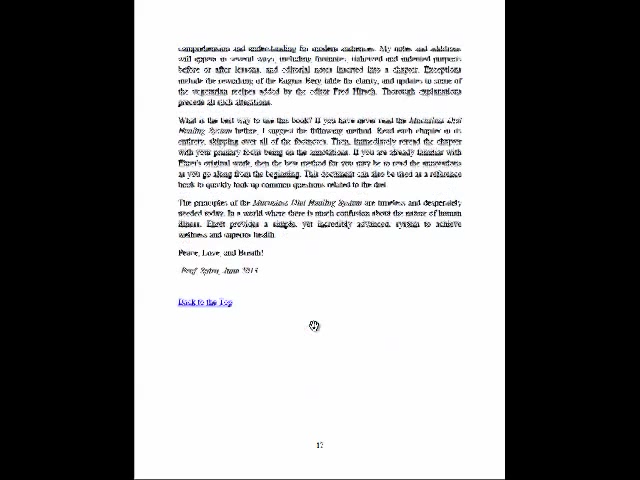 comprehension and understanding for modern audiences. My notes and additions
will appear in several ways, including footnotes, italicized and indented prepends
before or after lessons, and editorial notes inserted into a chapter. Exceptions
include the reworking of the Ragnar Berg table for clarity, and updates to some of
the vegetarian recipes added by the editor Fred Hirsch. Thorough explanations
precede all such alterations.
What is the best way to use this book? If you have never read the Mucusless Diet
Healing System before, I suggest the following method. Read each chapter in its
entirety, skipping over all of the footnotes. Then, immediately reread the chapter
with your primary focus being on the annotations. If you are already familiar with
Ehret's original work, then the best method for you may be to read the annotations
as you go along from the beginning. This document can also be used as a reference
book to quickly look up common questions related to the diet.
The principles of the Mucusless Diet Healing System are timeless and desperately
needed today. In a world where there is much confusion about the nature of human
illness, Ehret provides a simple, yet incredibly advanced, system to achieve
wellness and superior health.
Peace, Love, and Breath!
Prof. Spira, June 2013
Back to the Top
17